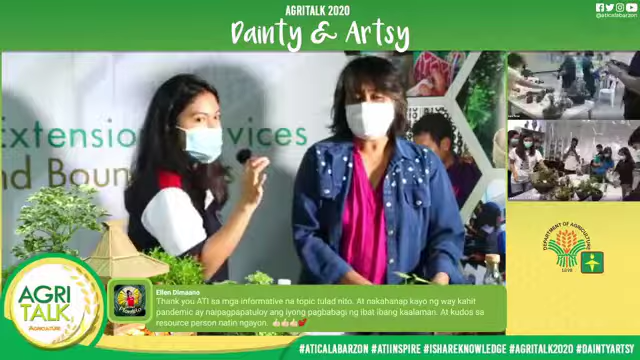 AGRITALK 2020
Dainty & Artsy
@aticalabarzon
Extension Services
nd Boun
DEPARTMENT OF AGRICULTURE
1898
Ellen Dimaano
Thank you ATI sa mga informative na topic tulad nito. At nakahanap kayo ng way kahit
pandemic ay naipagpapatuloy ang iyong pagbabagi ng ibat ibang kaalaman. At kudos sa
resource person natin ngayon.
AGRI
TALK
#ATICALABARZON #ATIINSPIRE #ISHAREKNOWLEDGE #AGRITALK2020 #DAINTYARTSY